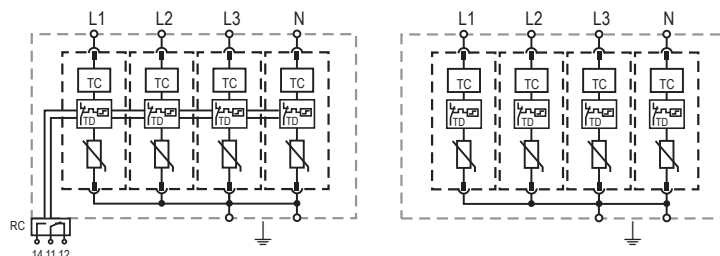 L1 L2 L3 N L1 L2 L3 N
TC TC TC TC TC TC TC TC
TD TD TD TD TD TD TD TD
RC
14 11 12